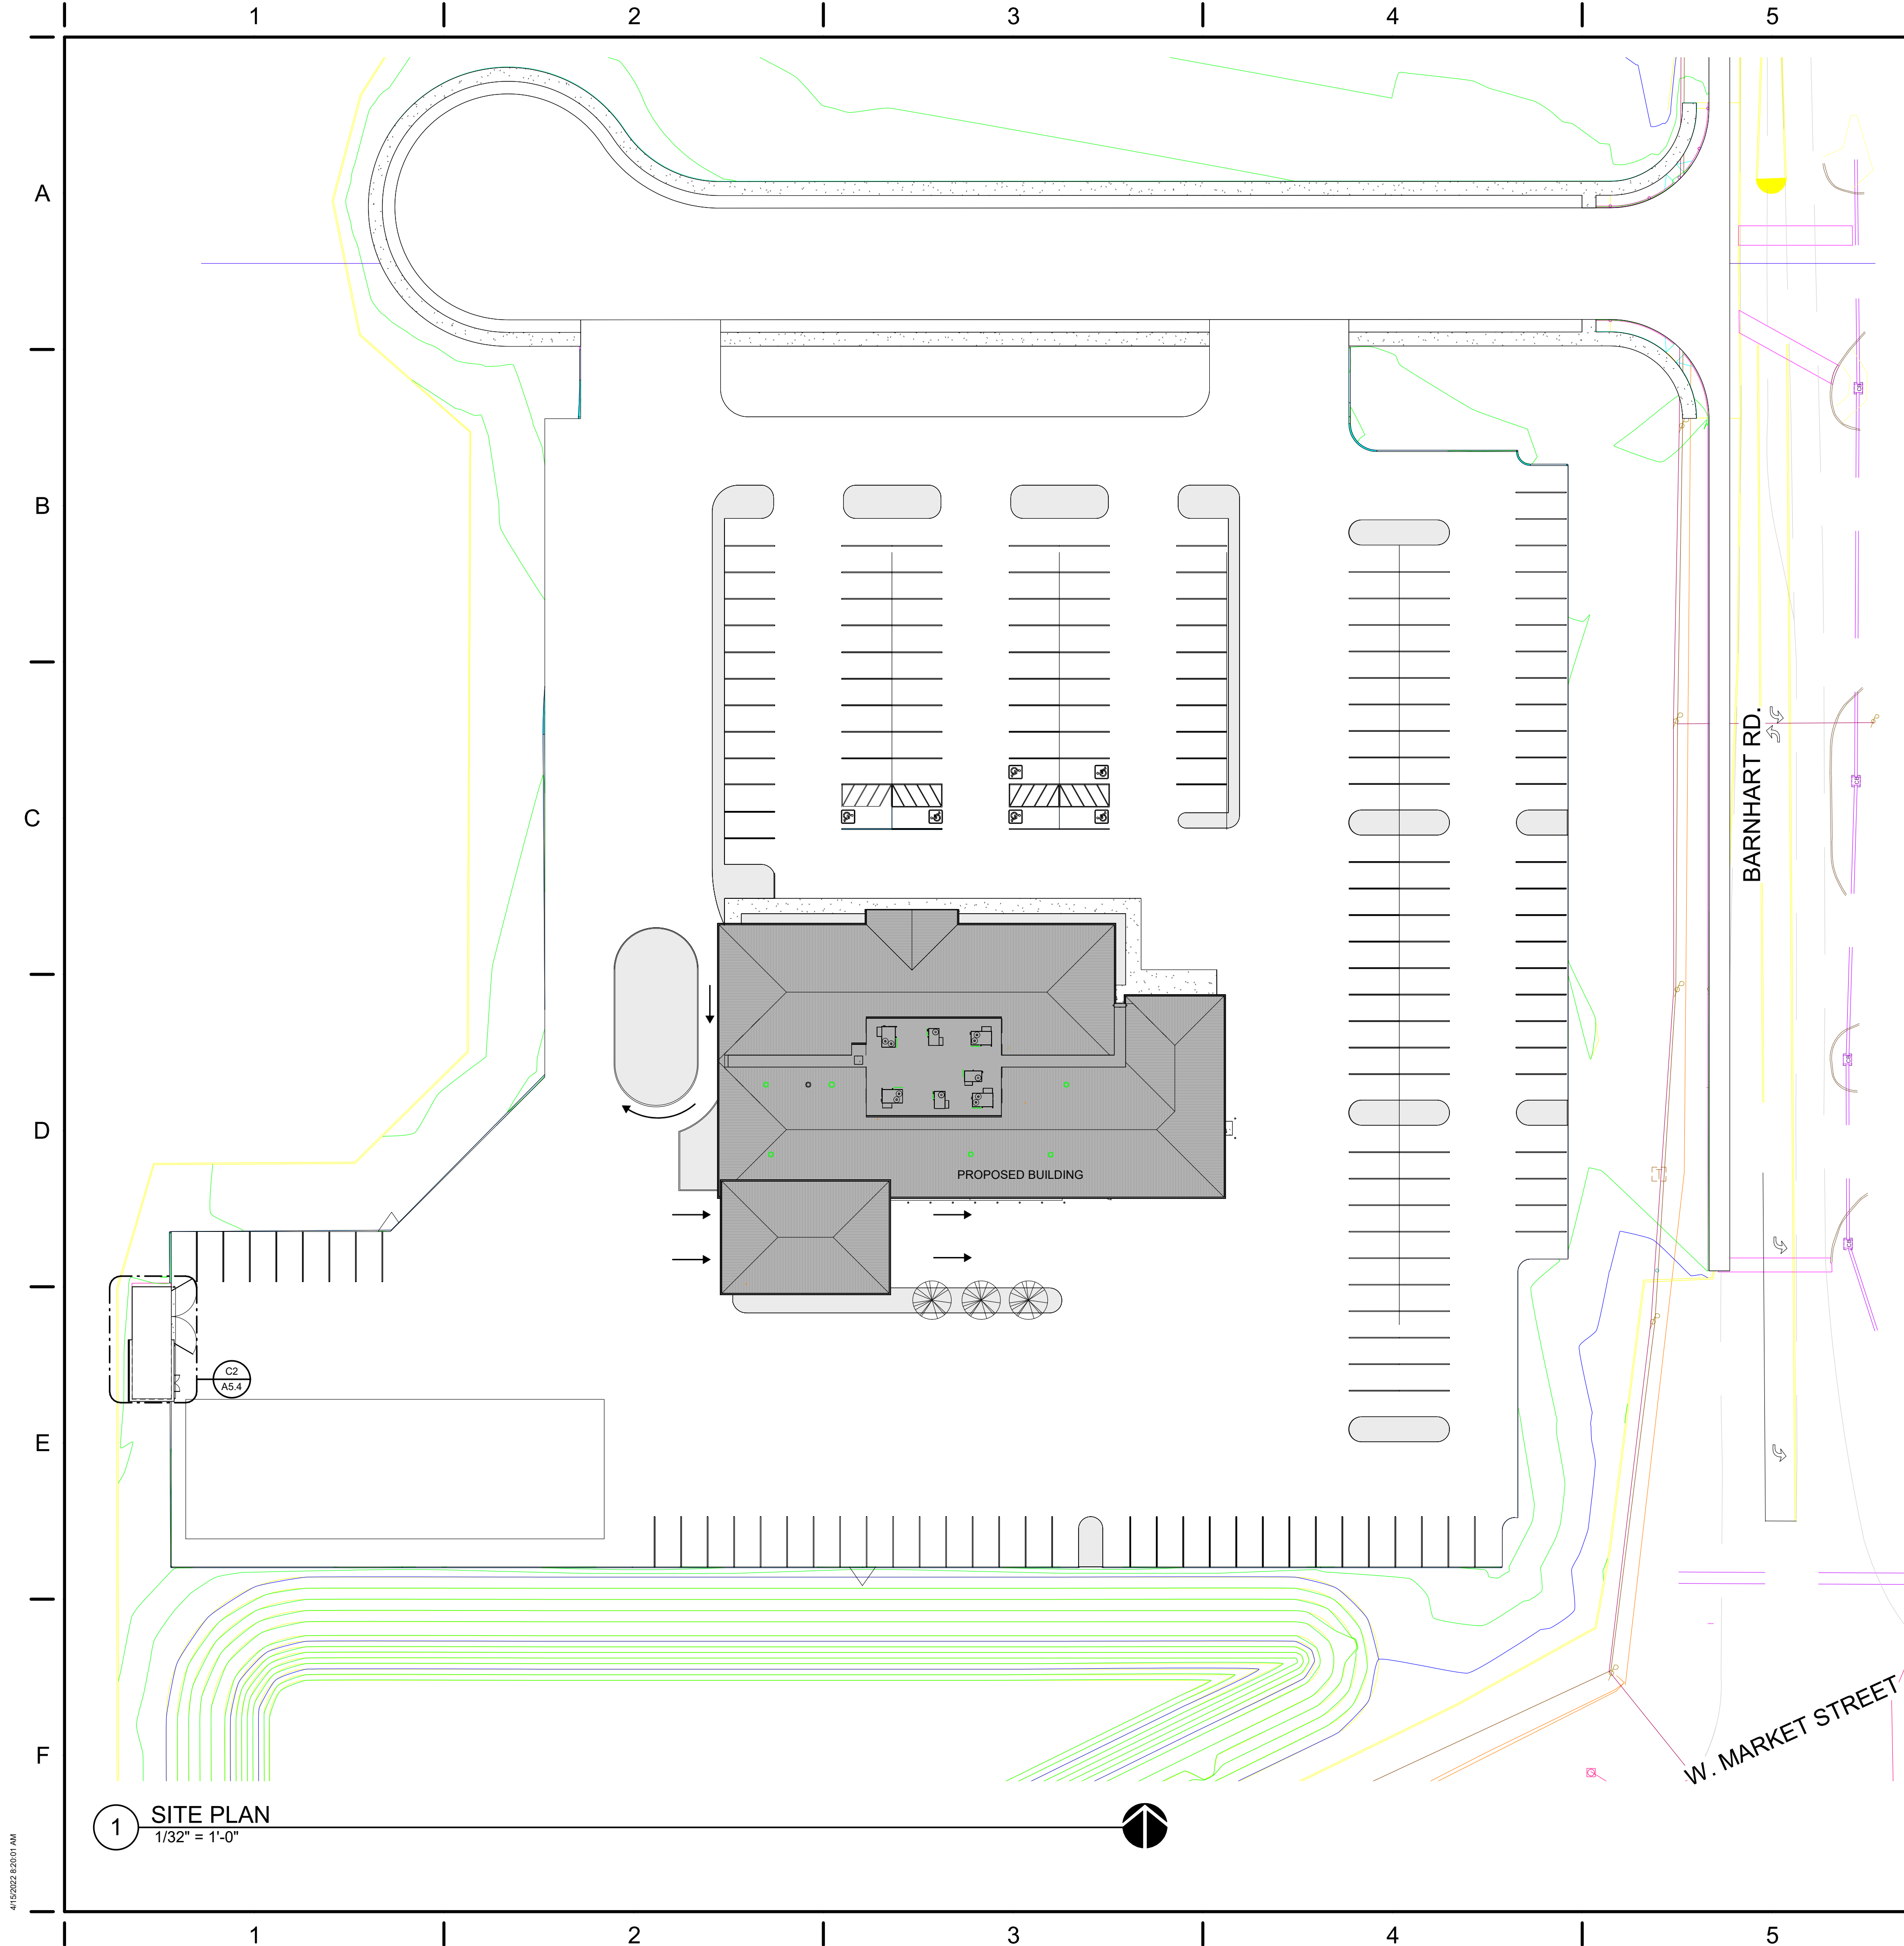 1 2 3 4 5
A
B
BARNHART RD.
C
D
PROPOSED BUILDING
C2
A5.4
E
W. MARKET STREET
F
1 SITE PLAN
1/32" = 1'-0"
4/15/2022 8:20:01 AM
1 2 3 4 5